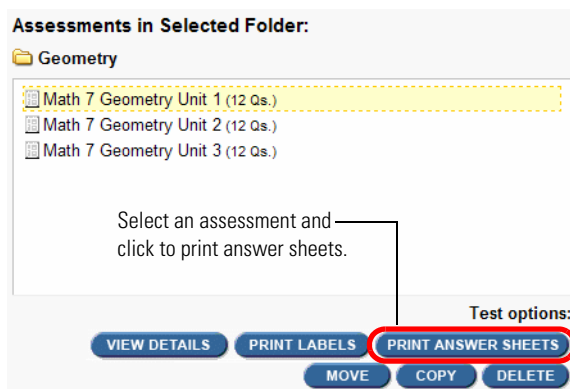 Assessments in Selected Folder:
Geometry
Math 7 Geometry Unit 1 (12 Qs.)
Math 7 Geometry Unit 2 (12 Qs.)
Math 7 Geometry Unit 3 (12 Qs.)
Select an assessment and
click to print answer sheets.
Test options:
VIEW DETAILS PRINT LABELS PRINT ANSWER SHEETS
MOVE COPY DELETE